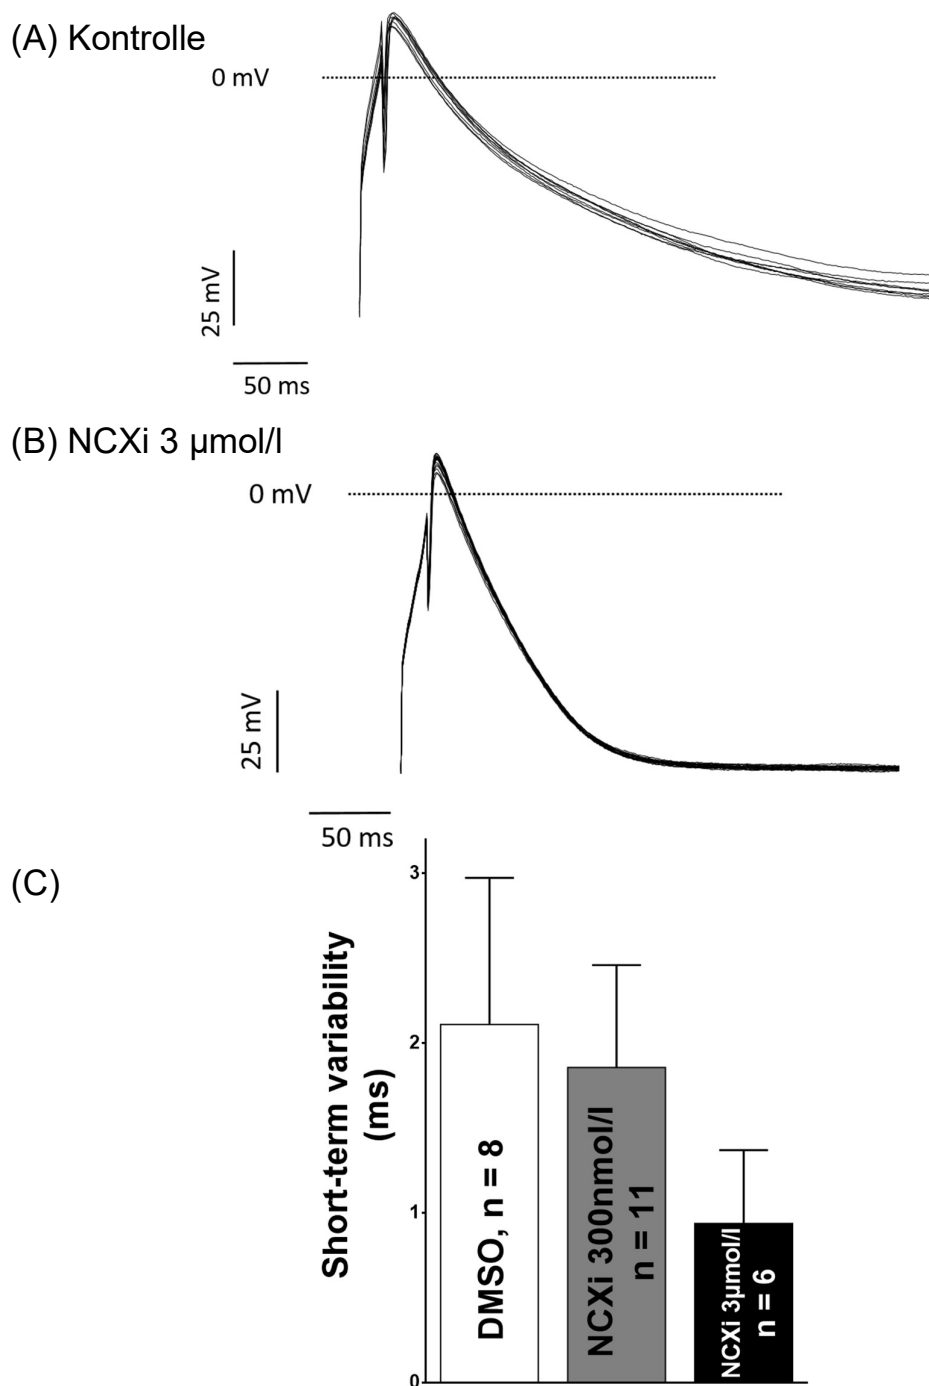 (A) Kontrolle
0 mV
25 mV
50 ms
(B) NCXi 3 µmol/l
0 mV
25 mV
50 ms
(C)
Short-term variability
(ms)
3
2
1
0
DMSO, n = 8
NCXi 300nmol/l
n = 11
NCXi 3µmol/l
n = 6